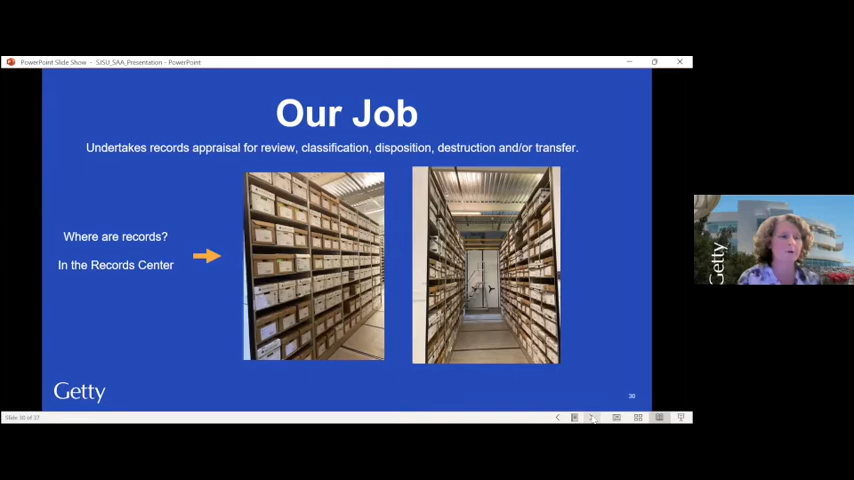 PowerPoint Slide Show - SJSU_SAA_Presentation - PowerPoint
Our Job
Undertakes records appraisal for review, classification, disposition, destruction and/or transfer.
Where are records?
In the Records Center
Getty
30
Slide 30 of 37
Getty